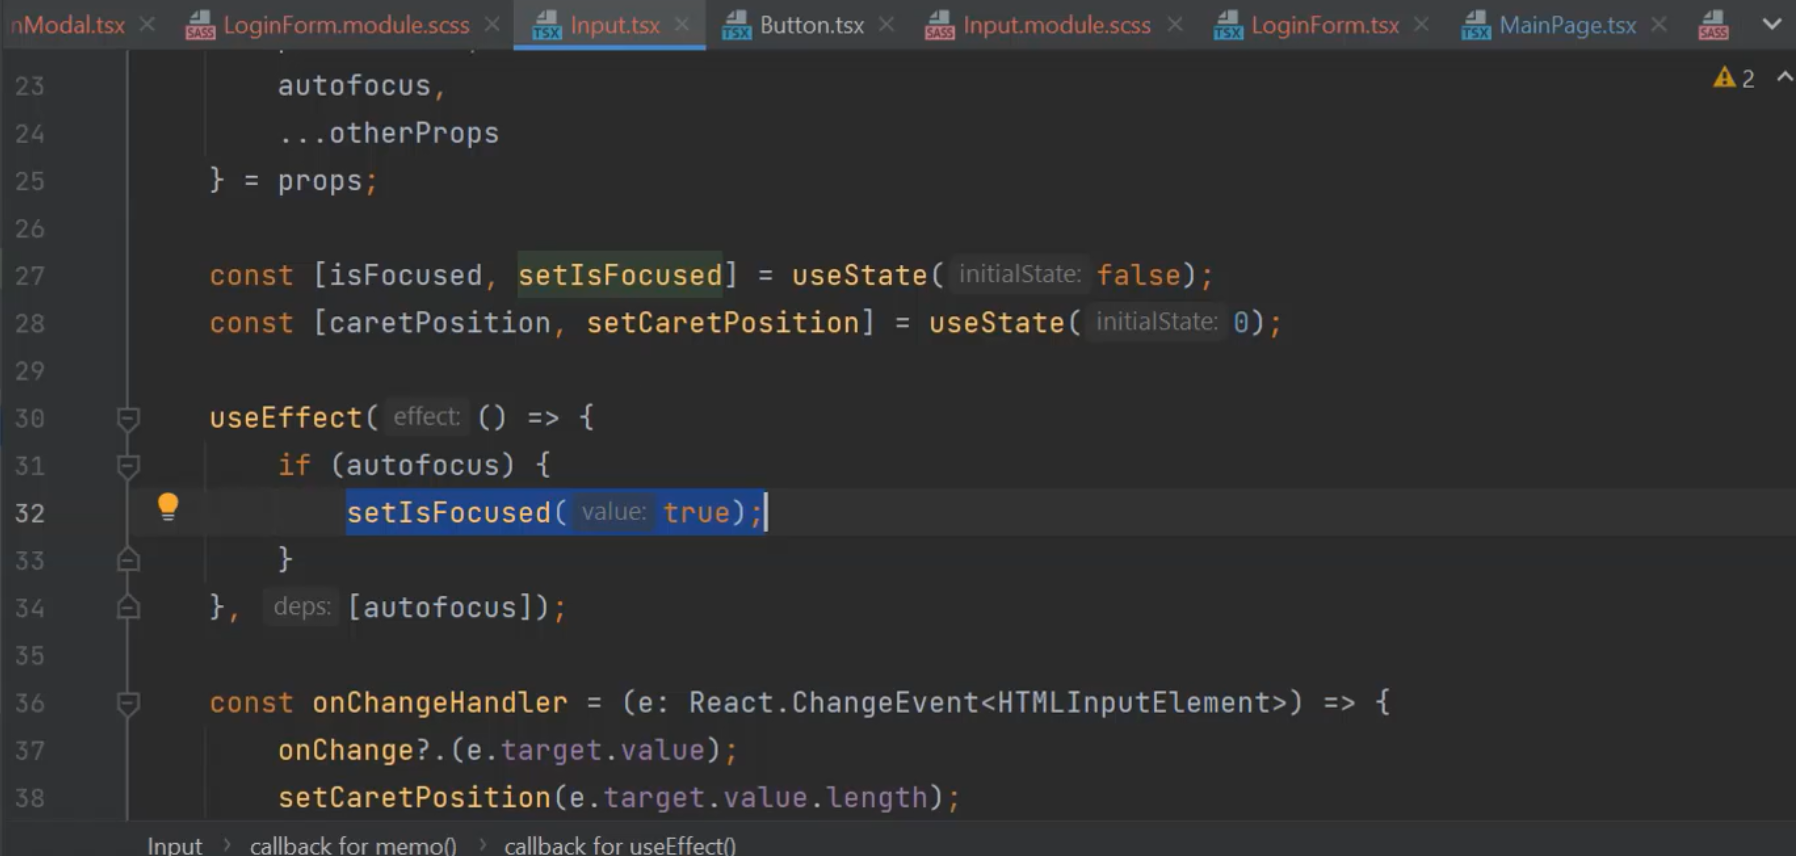 nModal.tsx LoginForm.module.scss Input.tsx Button.tsx Input.module.scss LoginForm.tsx MainPage.tsx
2
23 autofocus,
24 ...otherProps
25 } = props;
26
27 const [isFocused, setIsFocused] = useState( initialState: false);
28 const [caretPosition, setCaretPosition] = useState( initialState: 0);
29
30 useEffect( effect: () => {
31 if (autofocus) {
32 setIsFocused( value: true);
33 }
34 }, deps: [autofocus]);
35
36 const onChangeHandler = (e: React.ChangeEvent<HTMLInputElement>) => {
37 onChange?.(e.target.value);
38 setCaretPosition(e.target.value.length);
Input › callback for memo() › callback for useEffect()